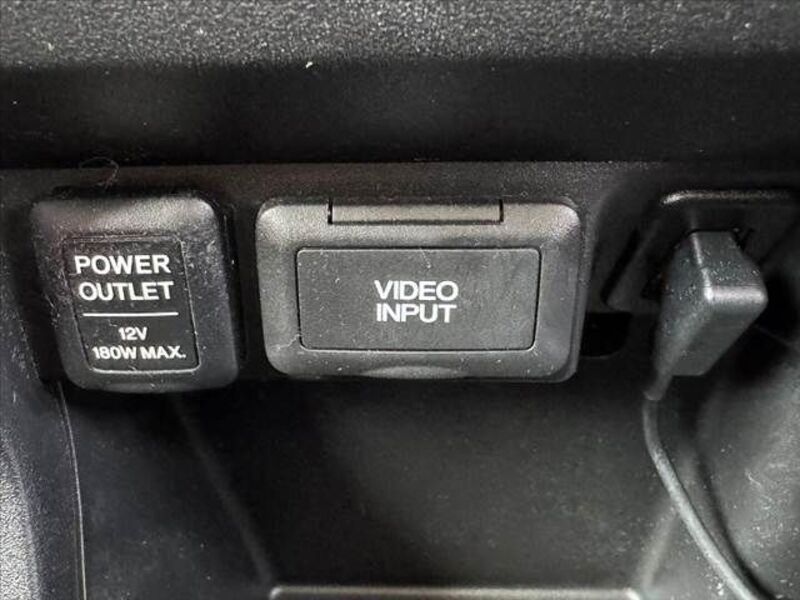 POWER
OUTLET
12V
180W MAX.
VIDEO
INPUT